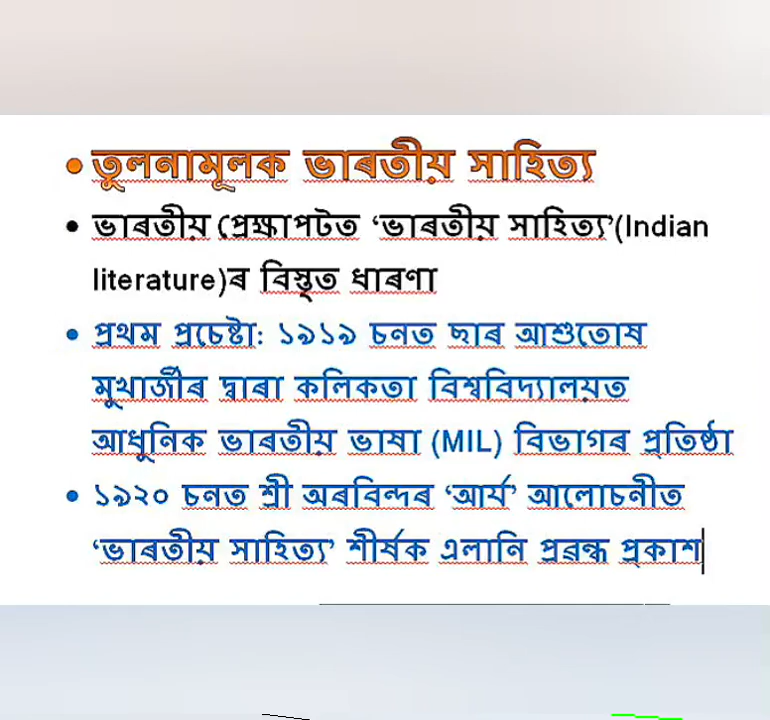 • তুলনামূলক ভাৰতীয় সাহিত্য
• ভাৰতীয় প্ৰেক্ষাপটত ‘ভাৰতীয় সাহিত্য’(Indian
literature)ৰ বিস্তৃত ধাৰণা
• প্ৰথম প্ৰচেষ্টা: ১৯১৯ চনত ছাৰ আশুতোষ
মুখাৰ্জীৰ দ্বাৰা কলিকতা বিশ্ববিদ্যালয়ত
আধুনিক ভাৰতীয় ভাষা (MIL) বিভাগৰ প্ৰতিষ্ঠা
• ১৯২০ চনত শ্ৰী অৰবিন্দৰ ‘আৰ্য’ আলোচনীত
‘ভাৰতীয় সাহিত্য’ শীৰ্ষক এলানি প্ৰৱন্ধ প্ৰকাশ